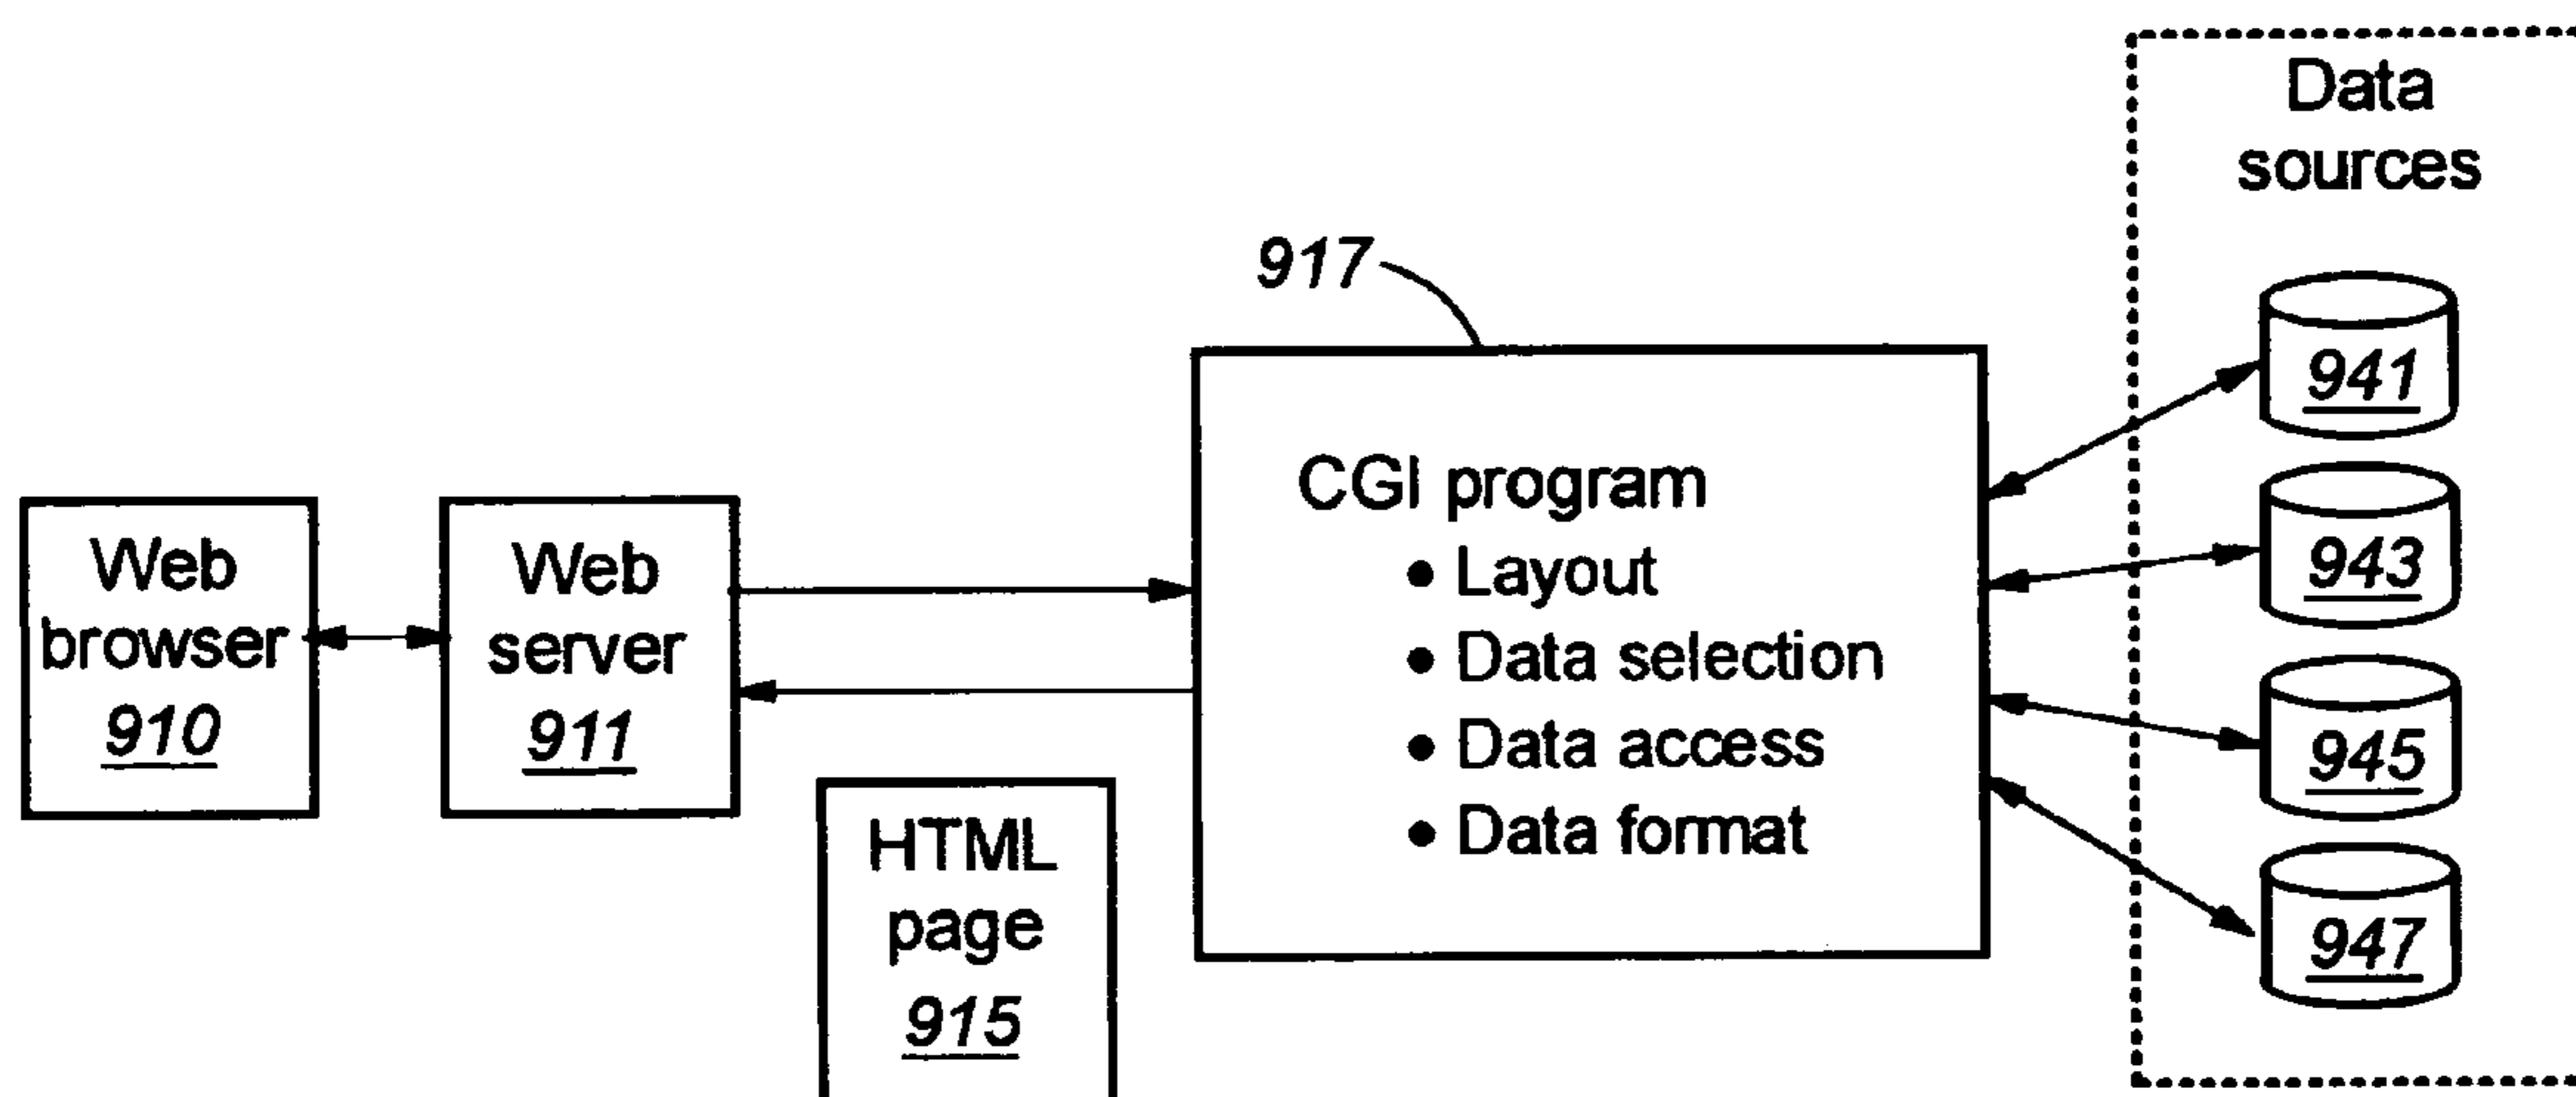 Data
sources
917
941
CGI program
• Layout
• Data selection
• Data access
• Data format
943
945
947
Web
browser
910
Web
server
911
HTML
page
915